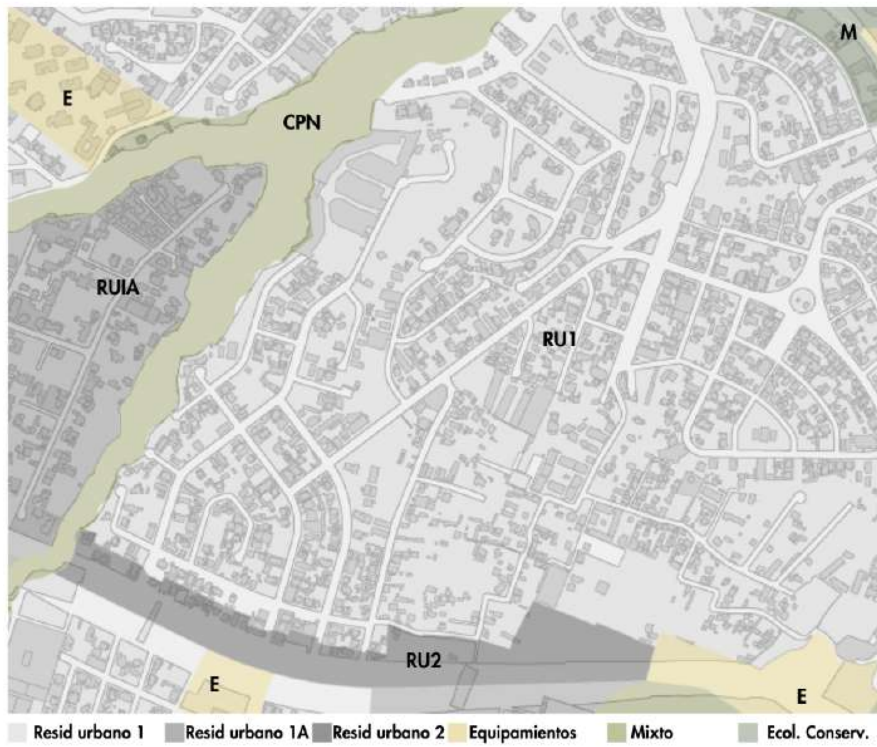 M
E
CPN
RUIA
RU1
RU2
E
E
Resid urbano 1 Resid urbano 1A Resid urbano 2 Equipamientos Mixto Ecol. Conserv.